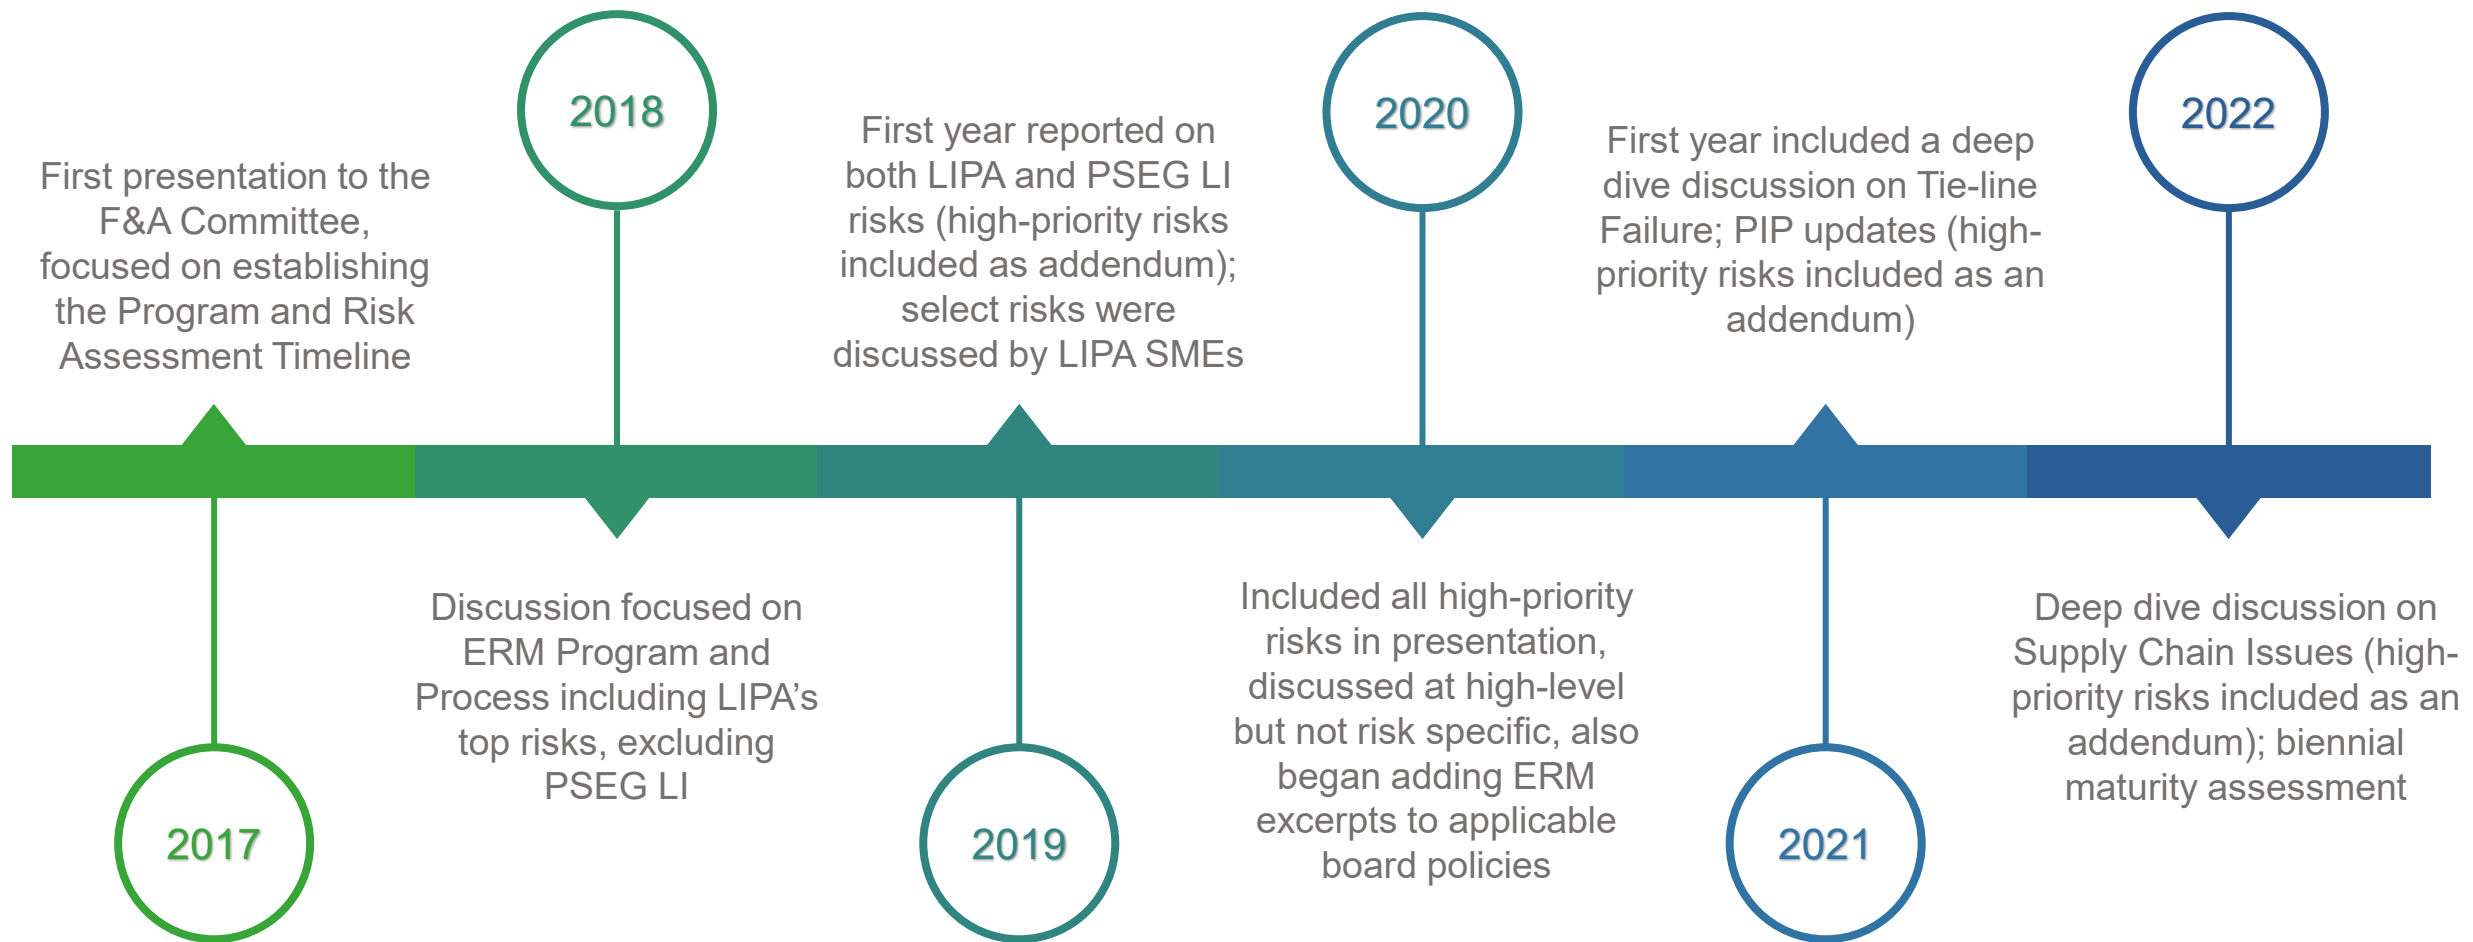 First presentation to the
F&A Committee,
focused on establishing
the Program and Risk
Assessment Timeline
2017
2018
Discussion focused on
ERM Program and
Process including LIPA’s
top risks, excluding
PSEG LI
First year reported on
both LIPA and PSEG LI
risks (high-priority risks
included as addendum);
select risks were
discussed by LIPA SMEs
2019
2020
Included all high-priority
risks in presentation,
discussed at high-level
but not risk specific, also
began adding ERM
excerpts to applicable
board policies
First year included a deep
dive discussion on Tie-line
Failure; PIP updates (high-
priority risks included as an
addendum)
2021
2022
Deep dive discussion on
Supply Chain Issues (high-
priority risks included as an
addendum); biennial
maturity assessment